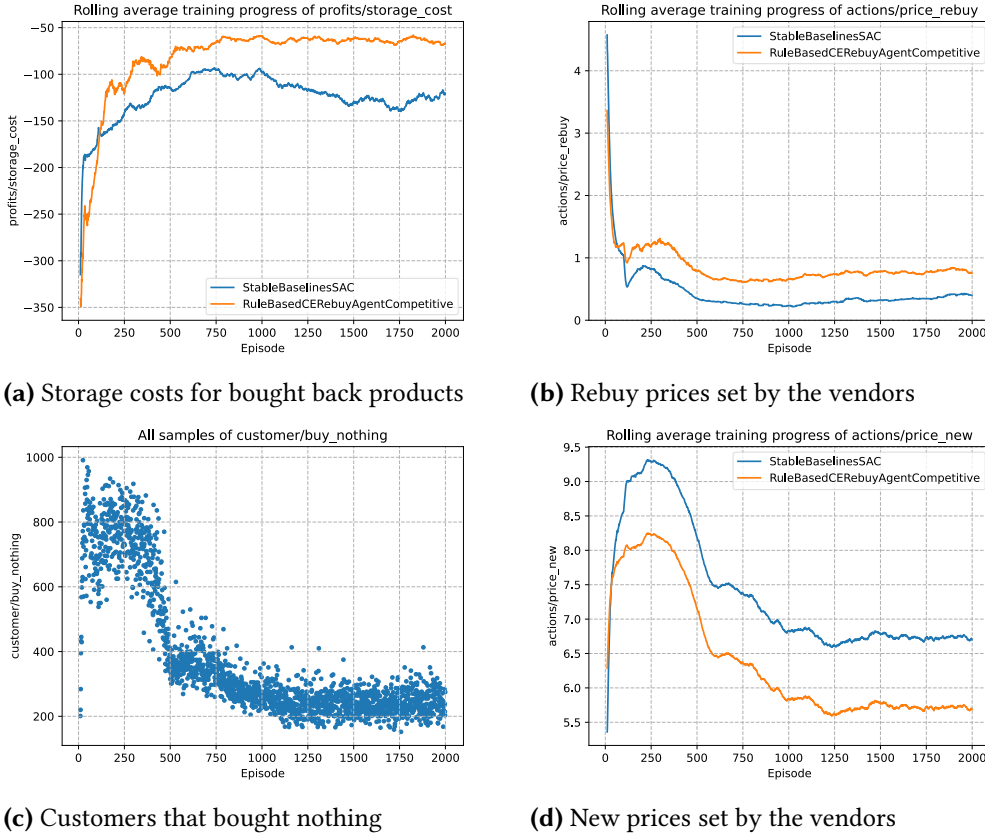 Rolling average training progress of profits/storage_cost
−50
−100
−150
−200
−250
−300
−350
profits/storage_cost
0 250 500 750 1000 1250 1500 1750 2000
Episode
StableBaselinesSAC
RuleBasedCERebuyAgentCompetitive
(a) Storage costs for bought back products
Rolling average training progress of actions/price_rebuy
4
3
2
1
0
actions/price_rebuy
0 250 500 750 1000 1250 1500 1750 2000
Episode
StableBaselinesSAC
RuleBasedCERebuyAgentCompetitive
(b) Rebuy prices set by the vendors
All samples of customer/buy_nothing
1000
800
600
400
200
customer/buy_nothing
0 250 500 750 1000 1250 1500 1750 2000
Episode
(c) Customers that bought nothing
Rolling average training progress of actions/price_new
9.5
9.0
8.5
8.0
7.5
7.0
6.5
6.0
5.5
actions/price_new
0 250 500 750 1000 1250 1500 1750 2000
Episode
StableBaselinesSAC
RuleBasedCERebuyAgentCompetitive
(d) New prices set by the vendors